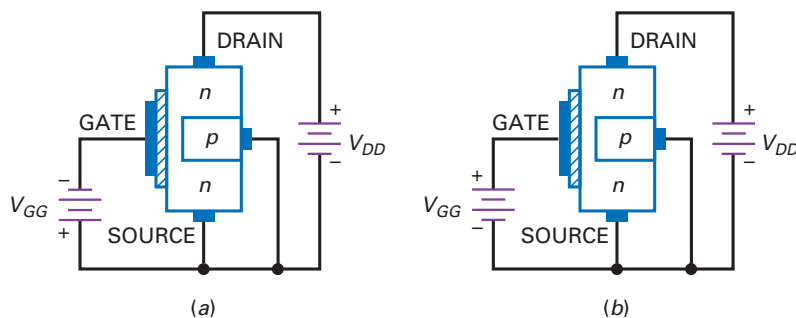 DRAIN
n
GATE
p
+
V_DD
−
−
n
V_GG
+
SOURCE
(a)
DRAIN
n
GATE
p
+
V_DD
−
+
n
V_GG
−
SOURCE
(b)